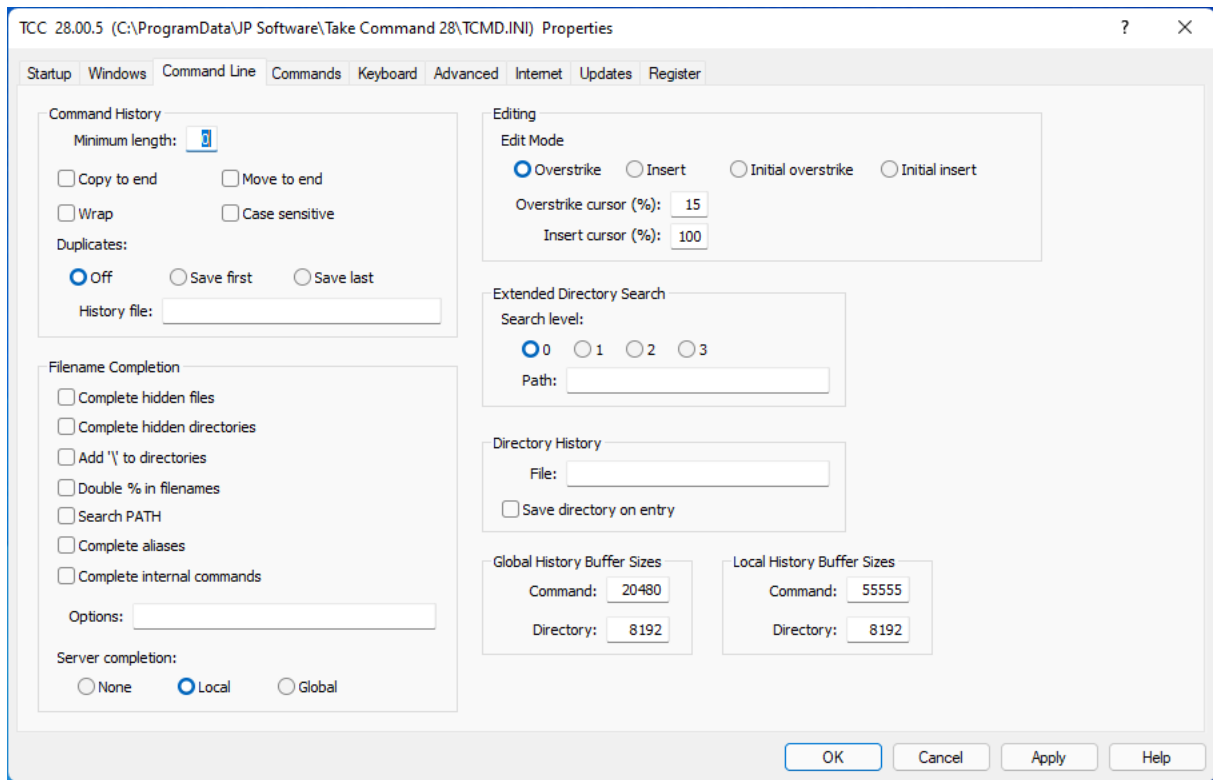 TCC 28.00.5 (C:\ProgramData\JP Software\Take Command 28\TCMD.INI) Properties
? ×
Startup Windows Command Line Commands Keyboard Advanced Internet Updates Register
Command History
Minimum length: 0
Copy to end Move to end
Wrap Case sensitive
Duplicates:
Off Save first Save last
History file:
Filename Completion
Complete hidden files
Complete hidden directories
Add '\' to directories
Double % in filenames
Search PATH
Complete aliases
Complete internal commands
Options:
Server completion:
None Local Global
Editing
Edit Mode
Overstrike Insert Initial overstrike Initial insert
Overstrike cursor (%): 15
Insert cursor (%): 100
Extended Directory Search
Search level:
0 1 2 3
Path:
Directory History
File:
Save directory on entry
Global History Buffer Sizes
Command: 20480
Directory: 8192
Local History Buffer Sizes
Command: 55555
Directory: 8192
OK Cancel Apply Help